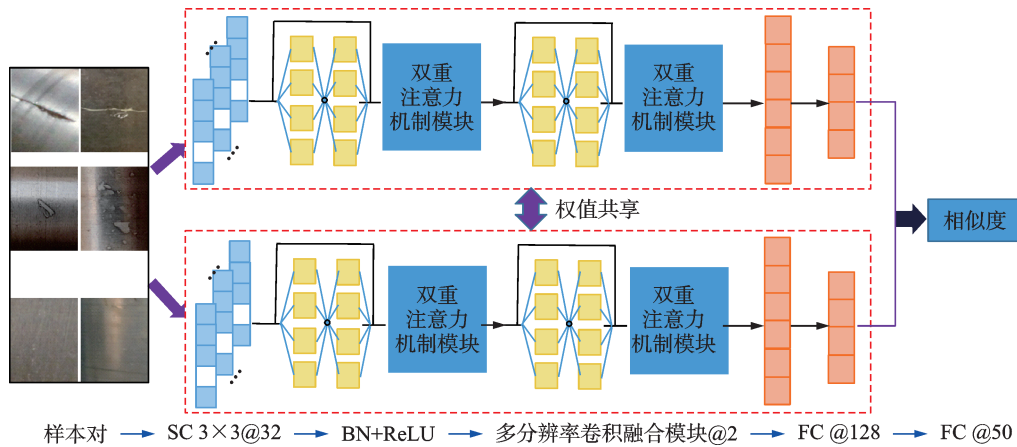 双重
注意力
机制模块
双重
注意力
机制模块
权值共享
相似度
双重
注意力
机制模块
双重
注意力
机制模块
样本对 → SC 3×3@32 → BN+ReLU → 多分辨率卷积融合模块@2 → FC @128 → FC @50